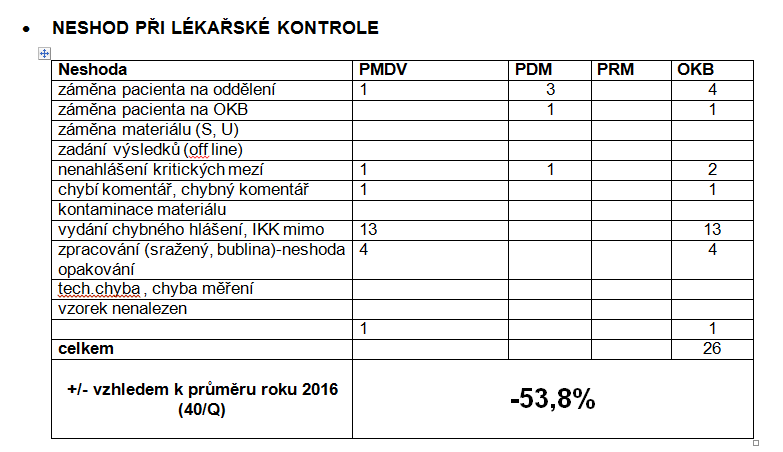 NESHOD PŘI LÉKAŘSKÉ KONTROLE
Neshoda PMDV PDM PRM OKB
záměna pacienta na oddělení 1 3 4
záměna pacienta na OKB 1 1
záměna materiálu (S, U)
zadání výsledků (off line)
nenahlášení kritických mezí 1 1 2
chybí komentář, chybný komentář 1 1
kontaminace materiálu
vydání chybného hlášení, IKK mimo 13 13
zpracování (sražený, bublina)-neshoda 4 4
opakování
tech.chyba , chyba měření
vzorek nenalezen
1 1
celkem 26
+/- vzhledem k průměru roku 2016
(40/Q)
-53,8%